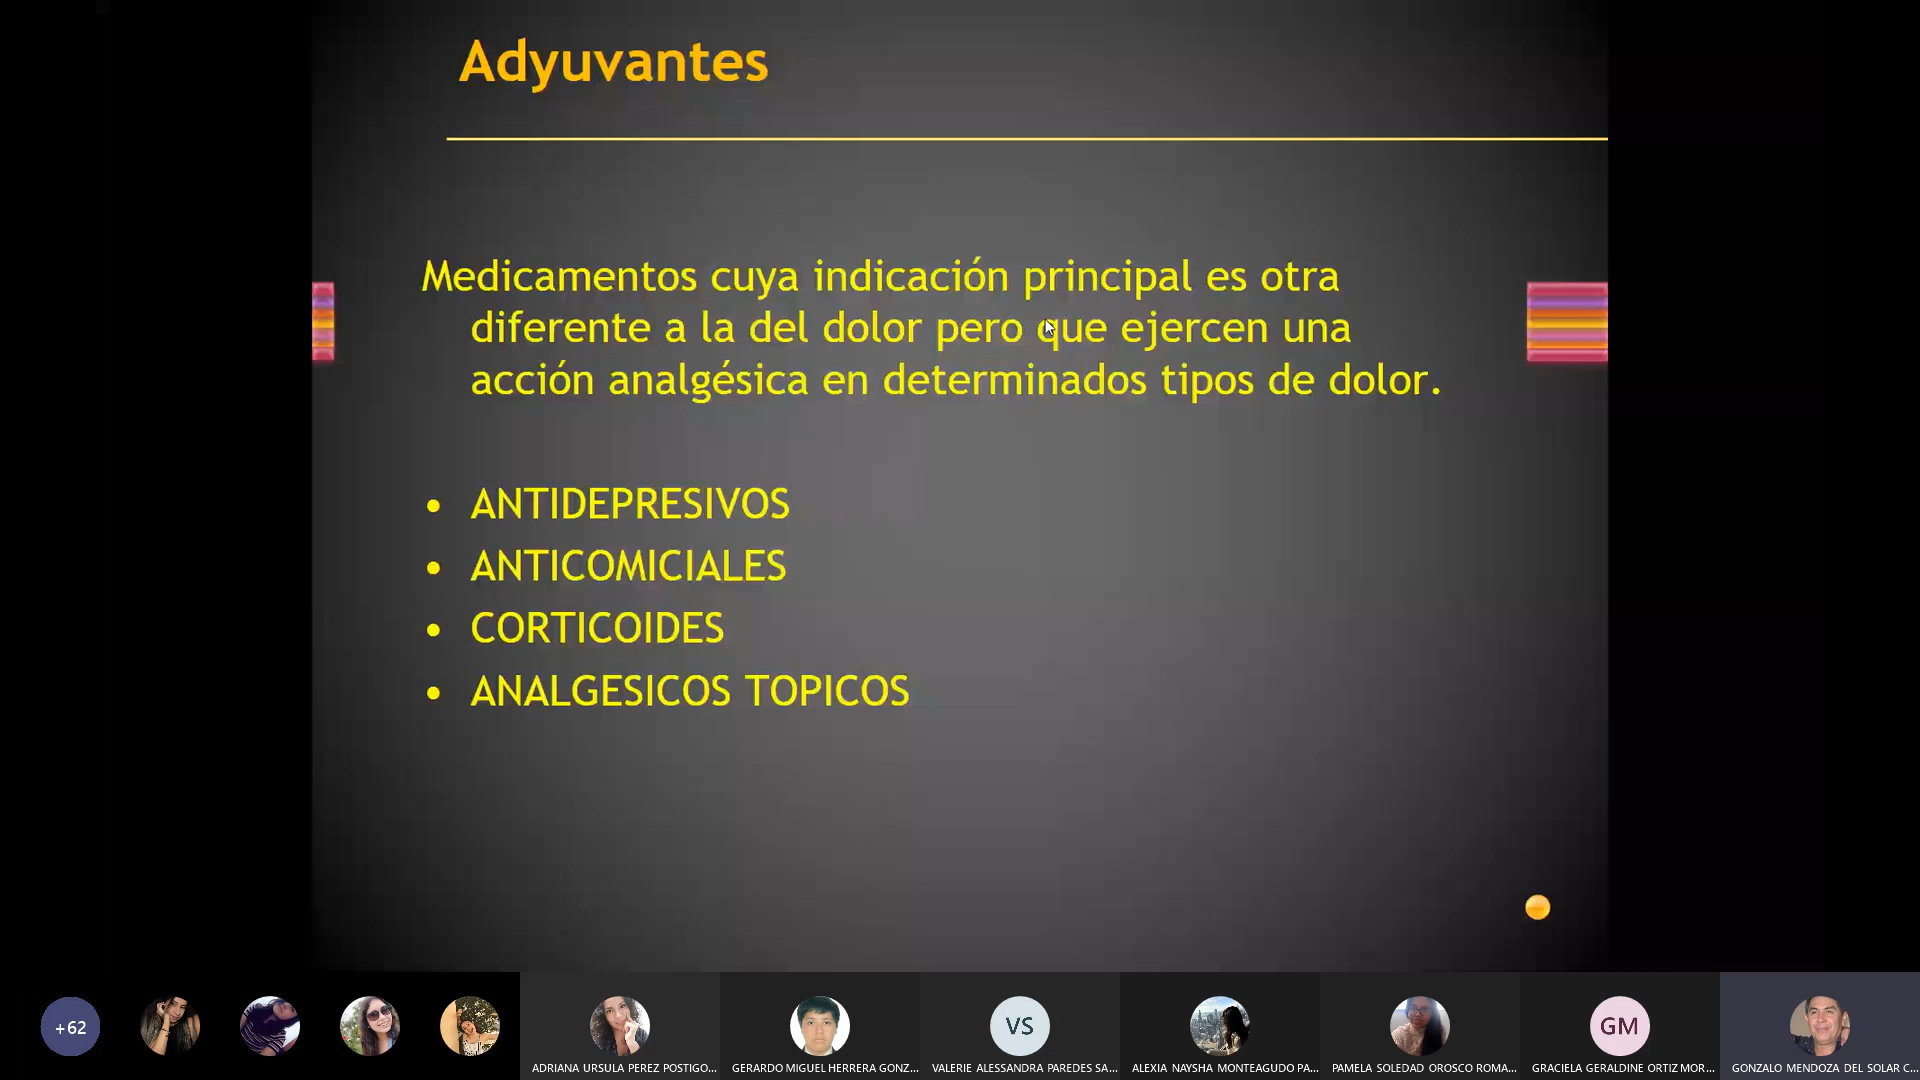 Adyuvantes
Medicamentos cuya indicación principal es otra
diferente a la del dolor pero que ejercen una
acción analgésica en determinados tipos de dolor.
• ANTIDEPRESIVOS
• ANTICOMICIALES
• CORTICOIDES
• ANALGESICOS TOPICOS
+62
VS
GM
ADRIANA URSULA PEREZ POSTIGO...
GERARDO MIGUEL HERRERA GONZ...
VALERIE ALESSANDRA PAREDES SA...
ALEXIA NAYSHA MONTEAGUDO PA...
PAMELA SOLEDAD OROSCO ROMA...
GRACIELA GERALDINE ORTIZ MOR...
GONZALO MENDOZA DEL SOLAR C...